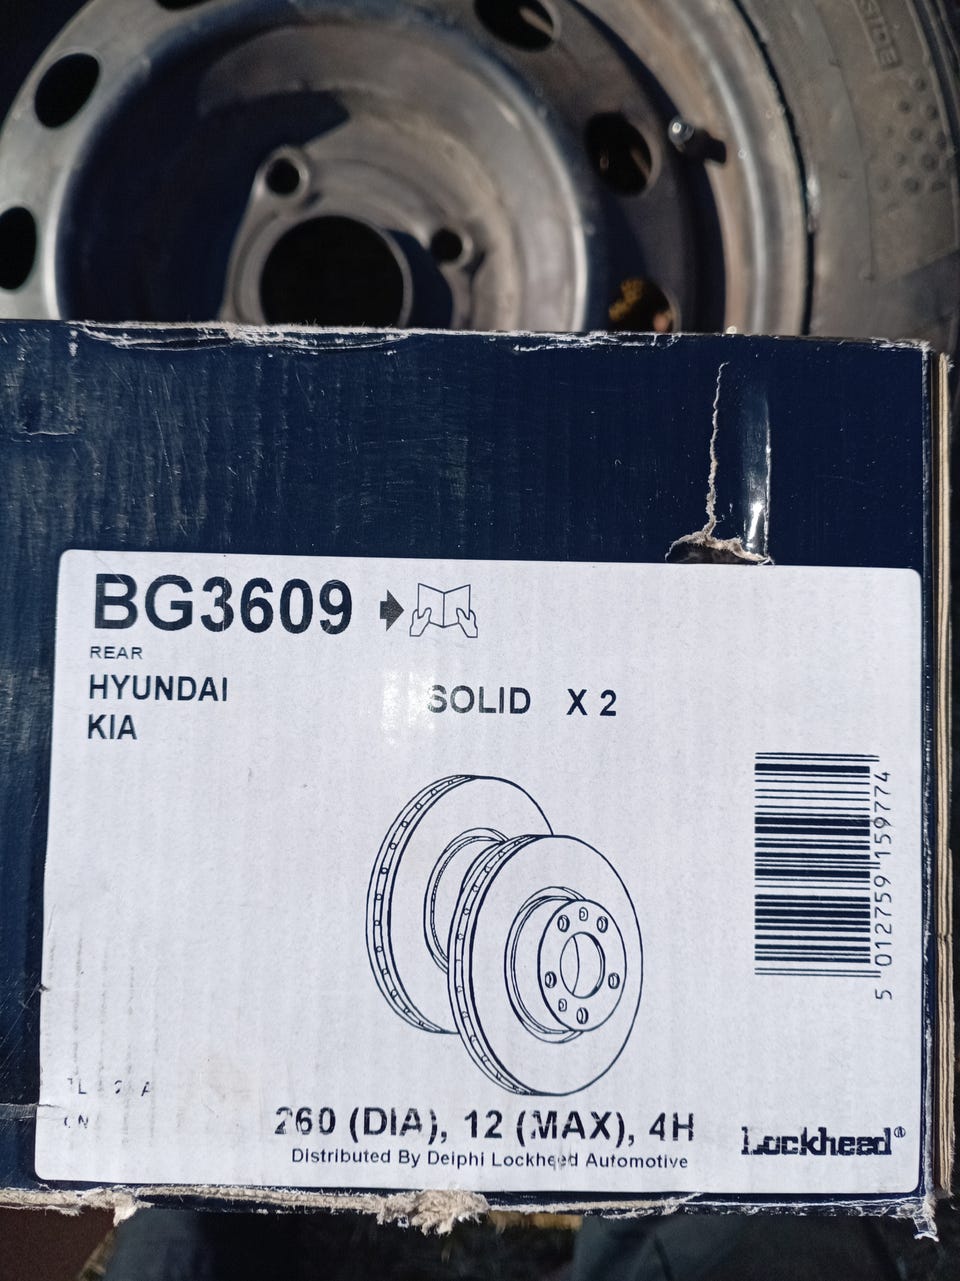 SIDE
BG3609
REAR
HYUNDAI
KIA
SOLID X 2
5 012759 159774
260 (DIA), 12 (MAX), 4H
Distributed By Delphi Lockheed Automotive
Lockheed®